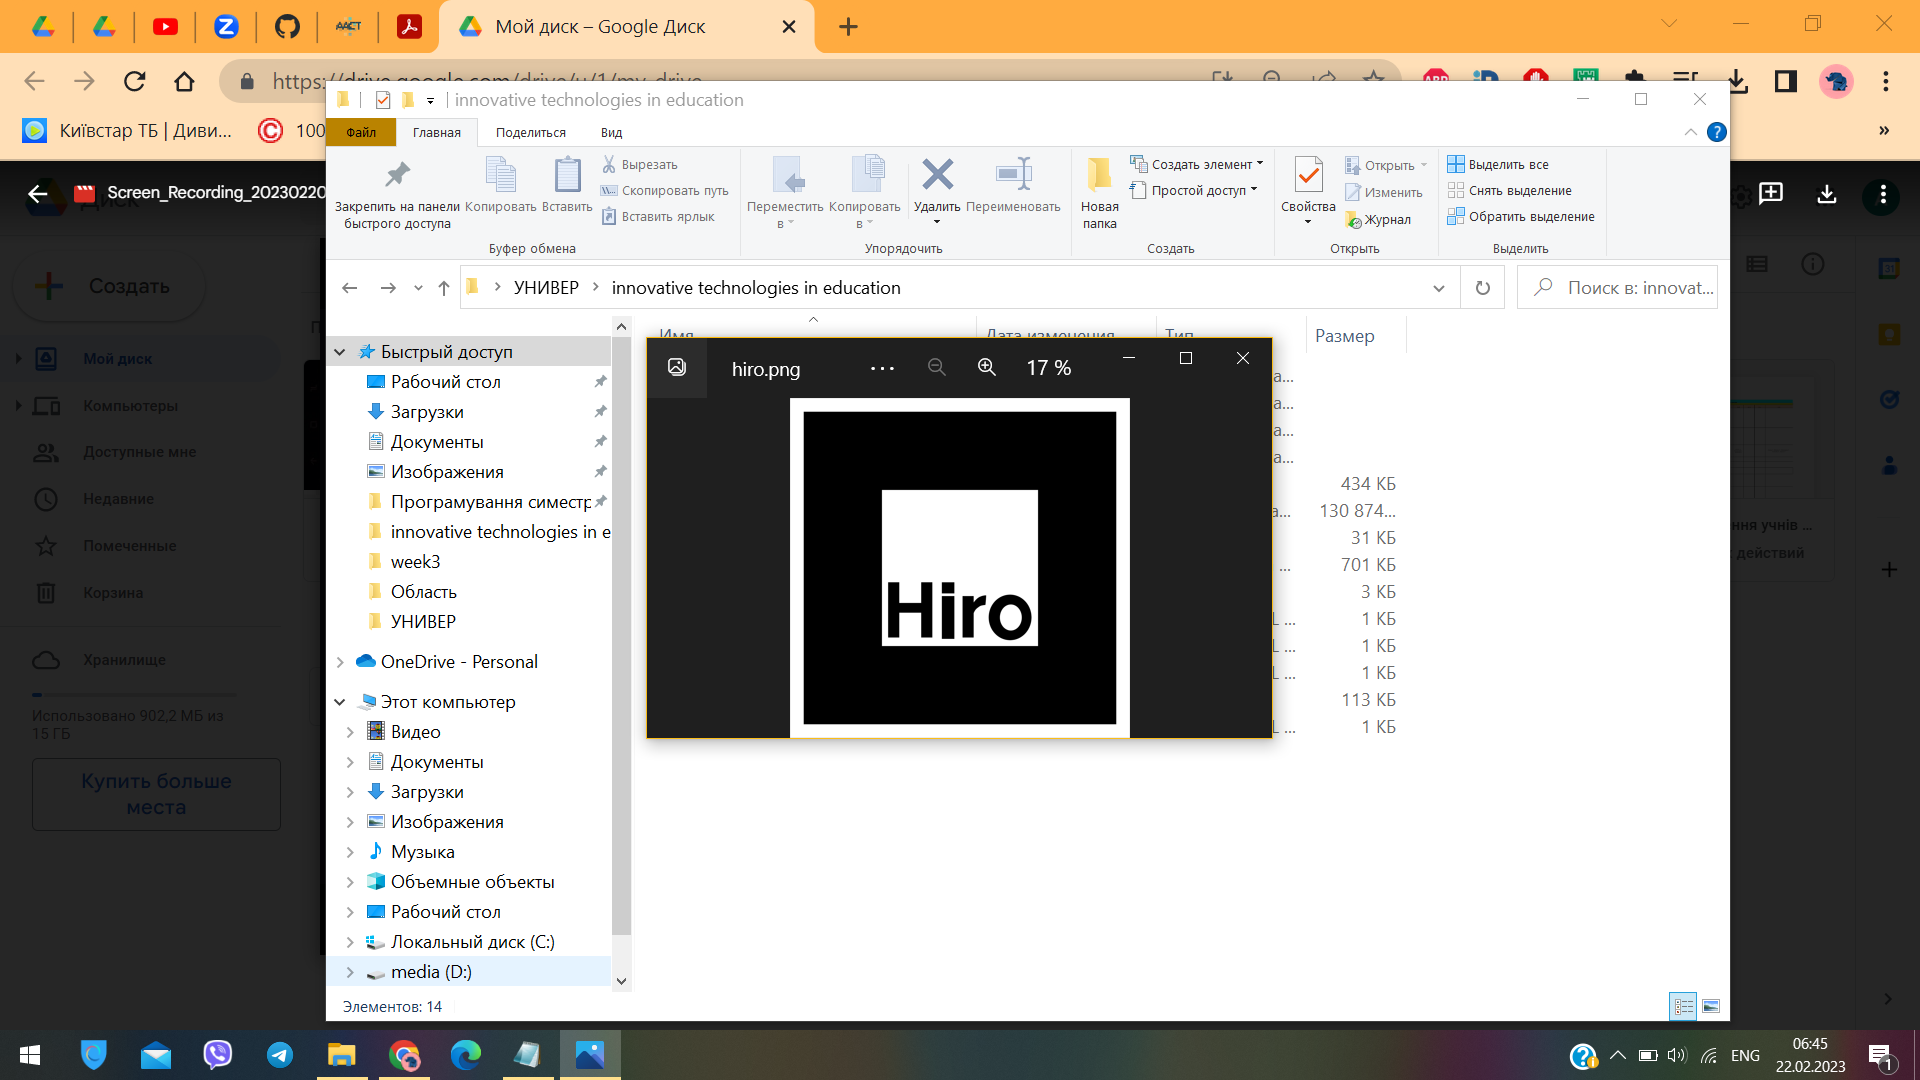 Мой диск – Google Диск
https://drive.google.com/drive/u/1/my-drive
Київстар ТБ | Диви...
100
innovative technologies in education
Файл
Главная
Поделиться
Вид
Закрепить на панели
быстрого доступа
Копировать
Вставить
Вырезать
Скопировать путь
Вставить ярлык
Буфер обмена
Переместить
в
Копировать
в
Удалить
Переименовать
Упорядочить
Новая
папка
Создать элемент
Простой доступ
Создать
Свойства
Открыть
Изменить
Журнал
Открыть
Выделить все
Снять выделение
Обратить выделение
Выделить
УНИВЕР
innovative technologies in education
Поиск в: innovat...
Screen_Recording_20230220
Диск
Создать
Мой диск
Компьютеры
Доступные мне
Недавние
Помеченные
Корзина
Хранилище
Использовано 902,2 МБ из
15 ГБ
Купить больше
места
Быстрый доступ
Рабочий стол
Загрузки
Документы
Изображения
Програмування симестр
innovative technologies in e
week3
Область
УНИВЕР
OneDrive - Personal
Этот компьютер
Видео
Документы
Загрузки
Изображения
Музыка
Объемные объекты
Рабочий стол
Локальный диск (C:)
media (D:)
Элементов: 14
Имя
Дата изменения
Тип
Размер
434 КБ
130 874...
31 КБ
701 КБ
3 КБ
1 КБ
1 КБ
1 КБ
113 КБ
1 КБ
hiro.png
17 %
Hiro
ння учнів ...
действий
ENG
06:45
22.02.2023
1